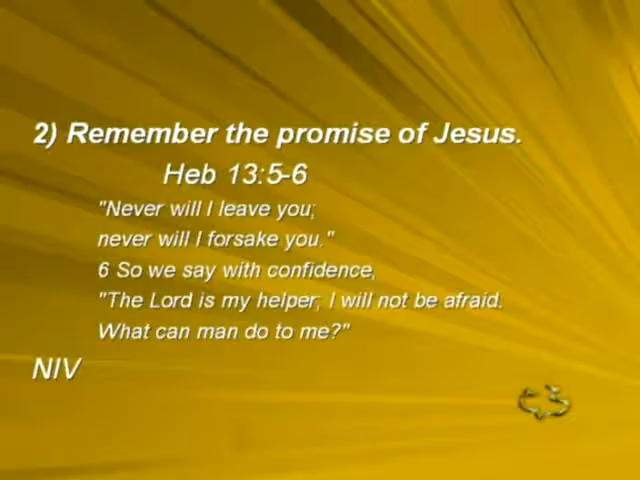 2) Remember the promise of Jesus.
Heb 13:5-6
"Never will I leave you;
never will I forsake you."
6 So we say with confidence,
"The Lord is my helper; I will not be afraid.
What can man do to me?"
NIV